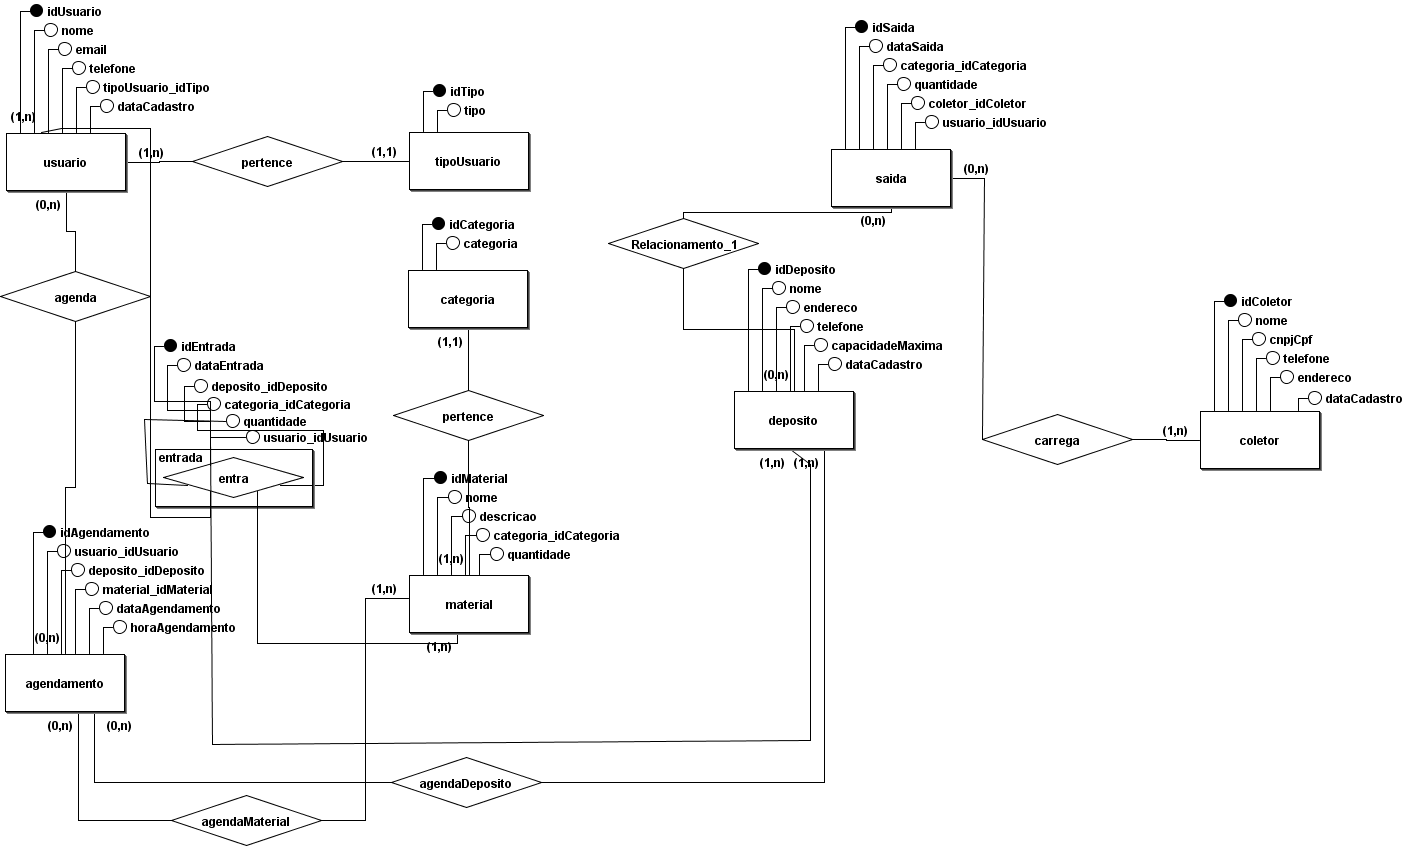 idUsuario
nome
email
telefone
tipoUsuario_idTipo
dataCadastro
(1,n)
usuario
(1,n)
pertence
(1,1)
idTipo
tipo
tipoUsuario
(0,n)
agenda
idCategoria
categoria
categoria
(1,1)
pertence
idSaida
dataSaida
categoria_idCategoria
quantidade
coletor_idColetor
usuario_idUsuario
saida
(0,n)
(0,n)
Relacionamento_1
idDeposito
nome
endereco
telefone
capacidadeMaxima
dataCadastro
(0,n)
deposito
(1,n)
(1,n)
idColetor
nome
cnpjCpf
telefone
endereco
dataCadastro
carrega
(1,n)
coletor
idEntrada
dataEntrada
deposito_idDeposito
categoria_idCategoria
quantidade
usuario_idUsuario
entrada
entra
idMaterial
nome
descricao
categoria_idCategoria
quantidade
(1,n)
(1,n)
material
(1,n)
idAgendamento
usuario_idUsuario
deposito_idDeposito
material_idMaterial
dataAgendamento
horaAgendamento
(0,n)
agendamento
(0,n)
(0,n)
agendaDeposito
agendaMaterial